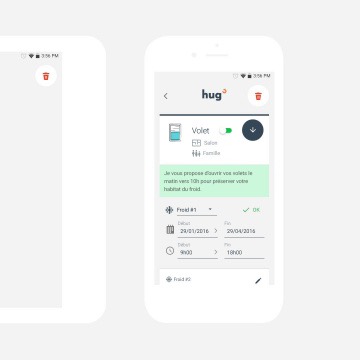 3:56 PM
3:56 PM
hug
Volet
Salon
Famille
Je vous propose d'ouvrir vos volets le
matin vers 10h pour préserver votre
habitat du froid.
Froid #1 OK
Début Fin
29/01/2016 29/04/2016
Début Fin
9h00 18h00
Froid #2